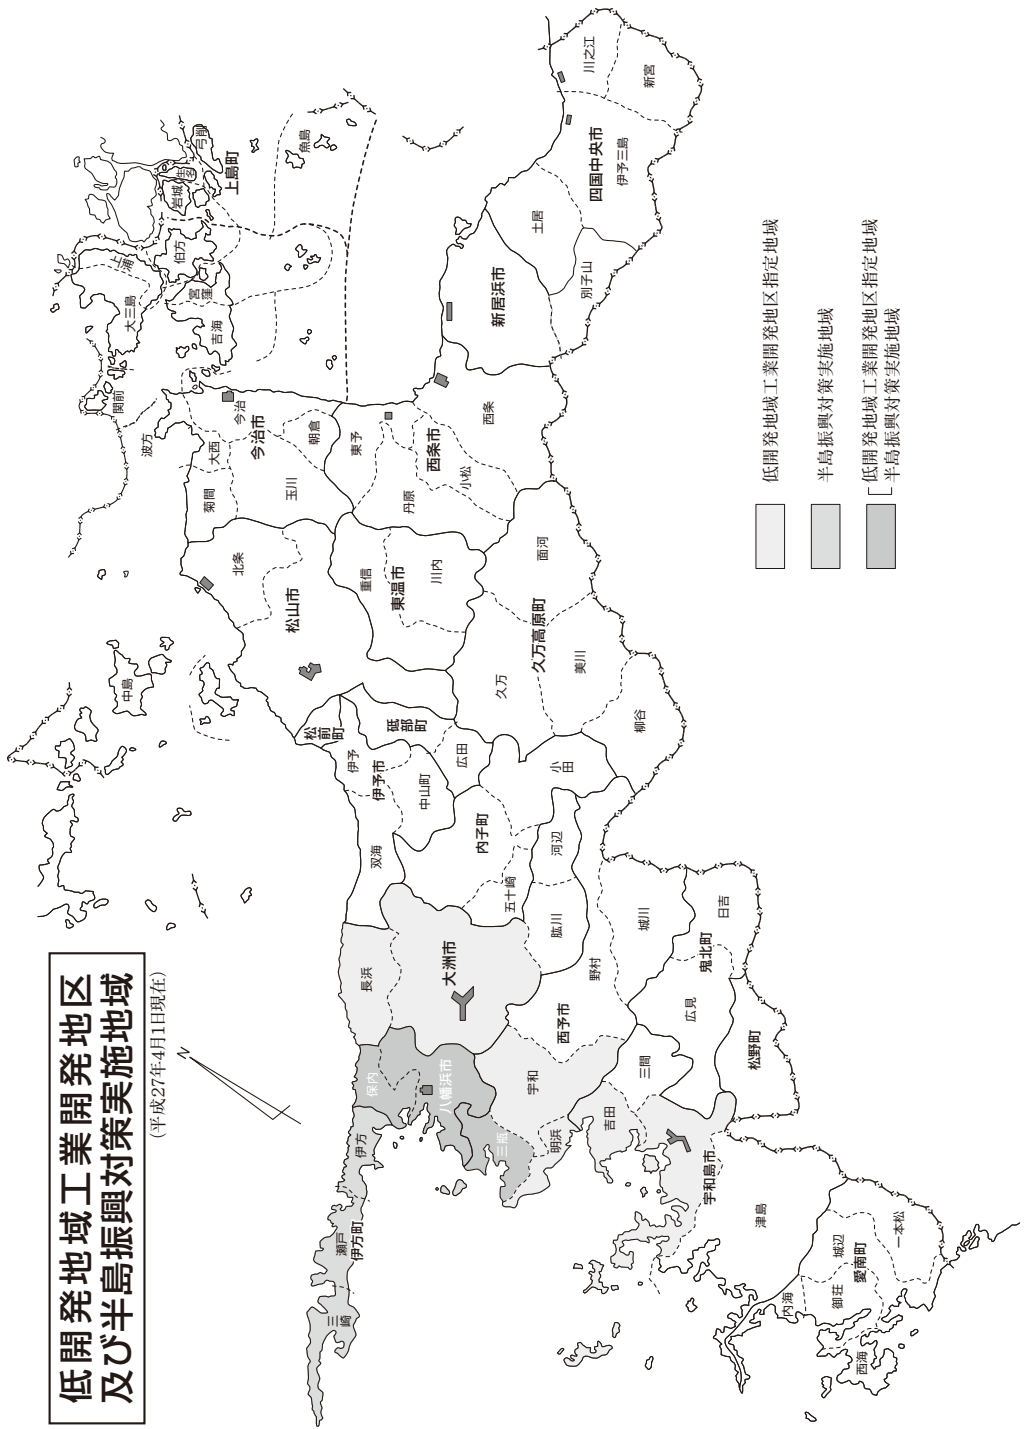 低開発地域工業開発地区
及び半島振興対策実施地域
(平成27年4月1日現在)
N
低開発地域工業開発地区指定地域
半島振興対策実施地域
低開発地域工業開発地区指定地域
半島振興対策実施地域
川之江
新宮
四国中央市
伊予三島
土居
別子山
新居浜市
西条
西条市
東予
小松
丹原
魚島
上島町
弓削
生名
岩城
伯方
上浦
大三島
宮窪
吉海
関前
波方
今治
今治市
大西
朝倉
菊間
玉川
北条
松山市
中島
重信
東温市
川内
面河
久万高原町
久万
美川
柳谷
松前町
砥部町
広田
伊予
伊予市
中山町
双海
小田
内子町
五十崎
河辺
肱川
大洲市
長浜
城川
野村
西予市
宇和
明浜
三瓶
八幡浜市
保内
伊方
瀬戸
伊方町
三崎
日吉
鬼北町
広見
松野町
三間
吉田
宇和島市
津島
内海
御荘
城辺
愛南町
一本松
西海